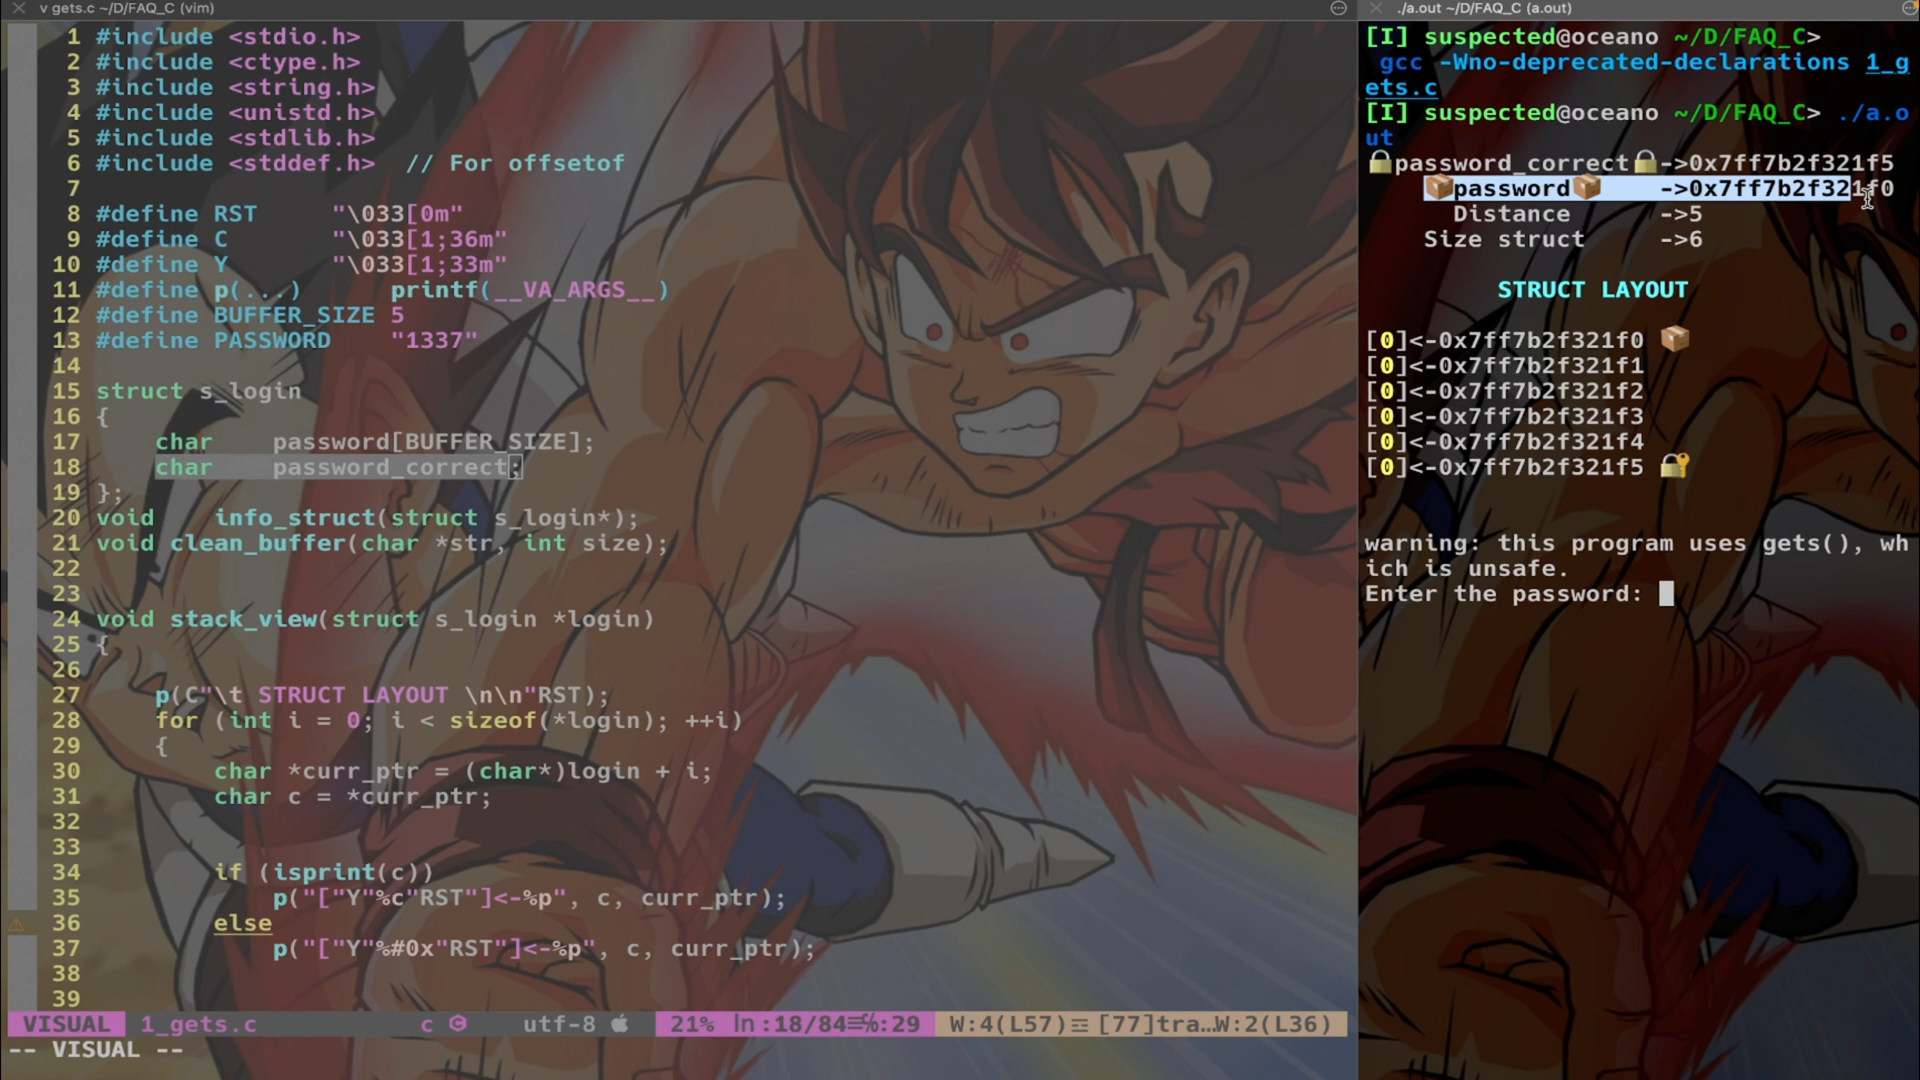 v gets.c ~/D/FAQ_C (vim)
1 #include <stdio.h>
2 #include <ctype.h>
3 #include <string.h>
4 #include <unistd.h>
5 #include <stdlib.h>
6 #include <stddef.h>  // For offsetof
7
8 #define RST     "\033[0m"
9 #define C       "\033[1;36m"
10 #define Y       "\033[1;33m"
11 #define p(...)      printf(__VA_ARGS__)
12 #define BUFFER_SIZE 5
13 #define PASSWORD    "1337"
14
15 struct s_login
16 {
17     char    password[BUFFER_SIZE];
18     char    password_correct;
19 };
20 void    info_struct(struct s_login*);
21 void clean_buffer(char *str, int size);
22
23
24 void stack_view(struct s_login *login)
25 {
26
27     p(C"\t STRUCT LAYOUT \n\n"RST);
28     for (int i = 0; i < sizeof(*login); ++i)
29     {
30         char *curr_ptr = (char*)login + i;
31         char c = *curr_ptr;
32
33
34         if (isprint(c))
35             p("["Y"%c"RST"]<-%p", c, curr_ptr);
36         else
37             p("["Y"%#0x"RST"]<-%p", c, curr_ptr);
38
39
VISUAL 1_gets.c c utf-8 21% ln:18/84≡%:29 W:4(L57)☲ [77]tra…W:2(L36)
-- VISUAL --
./a.out ~/D/FAQ_C (a.out)
[I] suspected@oceano ~/D/FAQ_C>
gcc -Wno-deprecated-declarations 1_g
ets.c
[I] suspected@oceano ~/D/FAQ_C> ./a.o
ut
🔒password_correct🔒->0x7ff7b2f321f5
📦password📦    ->0x7ff7b2f321f0
Distance      ->5
Size struct     ->6
STRUCT LAYOUT
[0]<-0x7ff7b2f321f0 📦
[0]<-0x7ff7b2f321f1
[0]<-0x7ff7b2f321f2
[0]<-0x7ff7b2f321f3
[0]<-0x7ff7b2f321f4
[0]<-0x7ff7b2f321f5 🔐
warning: this program uses gets(), wh
ich is unsafe.
Enter the password: